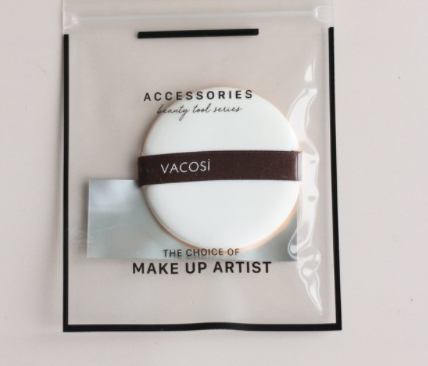 ACCESSORIES
beauty tool series
VACOSi
THE CHOICE OF
MAKE UP ARTIST